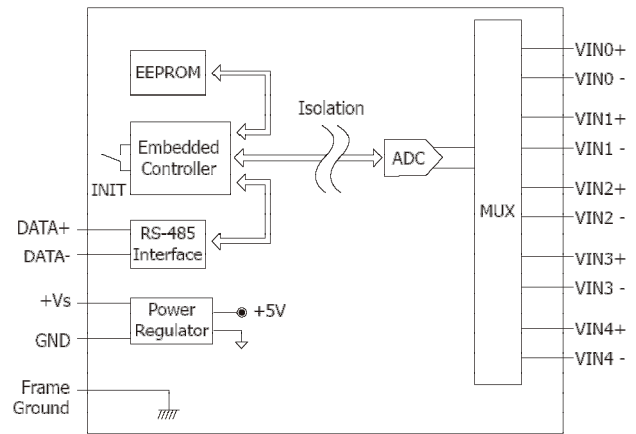 EEPROM
Isolation
Embedded
Controller
INIT
ADC
MUX
DATA+
DATA-
RS-485
Interface
+Vs
GND
Power
Regulator
+5V
Frame
Ground
VIN0+
VIN0 -
VIN1+
VIN1 -
VIN2+
VIN2 -
VIN3+
VIN3 -
VIN4+
VIN4 -